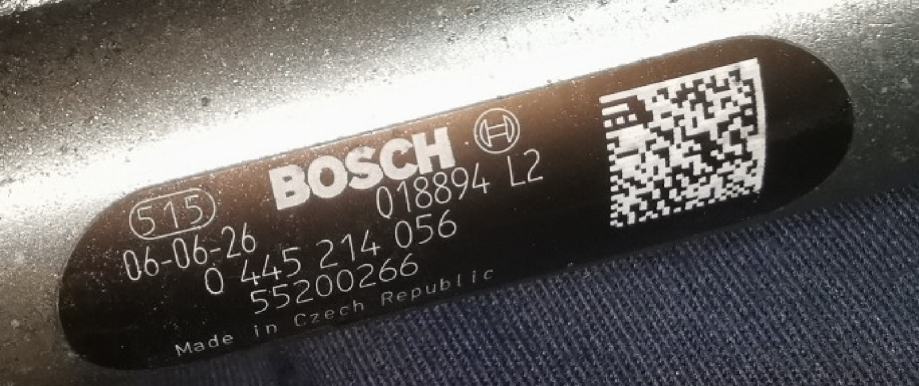 BOSCH
515 018894 L2
06-06-26
0 445 214 056
55200266
Made in Czech Republic